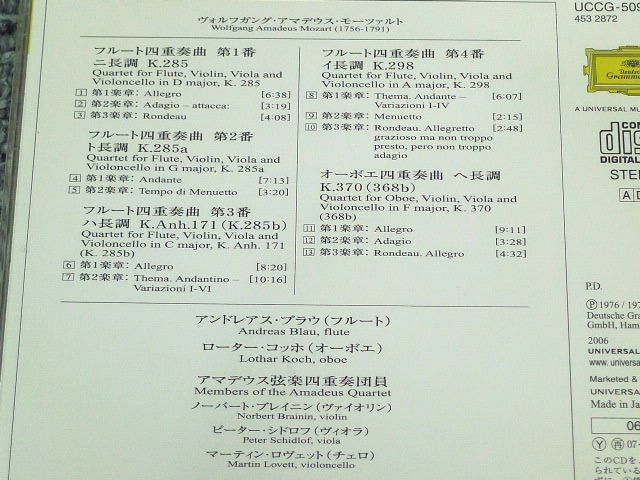 ヴォルフガング・アマデウス・モーツァルト
Wolfgang Amadeus Mozart (1756-1791)
フルート四重奏曲 第1番
ニ長調 K.285
Quartet for Flute, Violin, Viola and
Violoncello in D major, K. 285
1 第1楽章: Allegro [6:38]
2 第2楽章: Adagio – attacca: [3:19]
3 第3楽章: Rondeau [4:08]
フルート四重奏曲 第2番
ト長調 K.285a
Quartet for Flute, Violin, Viola and
Violoncello in G major, K. 285a
4 第1楽章: Andante [7:13]
5 第2楽章: Tempo di Menuetto [3:20]
フルート四重奏曲 第3番
ハ長調 K.Anh.171 (K.285b)
Quartet for Flute, Violin, Viola and
Violoncello in C major, K. Anh. 171
(K. 285b)
6 第1楽章: Allegro [8:20]
7 第2楽章: Thema. Andantino – [10:16]
Variationen I-VI
フルート四重奏曲 第4番
イ長調 K.298
Quartet for Flute, Violin, Viola and
Violoncello in A major, K. 298
8 第1楽章: Thema. Andante – [6:07]
Variationen I-IV
9 第2楽章: Menuetto [2:15]
10 第3楽章: Rondeau. Allegretto [2:48]
grazioso ma non troppo
presto, pero non troppo
adagio
オーボエ四重奏曲 ヘ長調
K.370 (368b)
Quartet for Oboe, Violin, Viola and
Violoncello in F major, K. 370
(368b)
11 第1楽章: Allegro [9:11]
12 第2楽章: Adagio [3:28]
13 第3楽章: Rondeau. Allegro [4:32]
アンドレアス・ブラウ (フルート)
Andreas Blau, flute
ローター・コッホ (オーボエ)
Lothar Koch, oboe
アマデウス弦楽四重奏団員
Members of the Amadeus Quartet
ノーバート・ブレイニン (ヴァイオリン)
Norbert Brainin, violin
ピーター・シドロフ (ヴィオラ)
Peter Schidlof, viola
マーティン・ロヴェット (チェロ)
Martin Lovett, violoncello
UCCG-509
453 2872
A UNIVERSAL MU
DIGITAL
STE
A D
P.D.
Ⓟ 1976 / 197
Deutsche Gra
GmbH, Ham
2006
UNIVERSAL
www. univers
Marketed &
UNIVERSAL
Made in Ja
06
Ⓨ 再 07-
このCDを、
られている